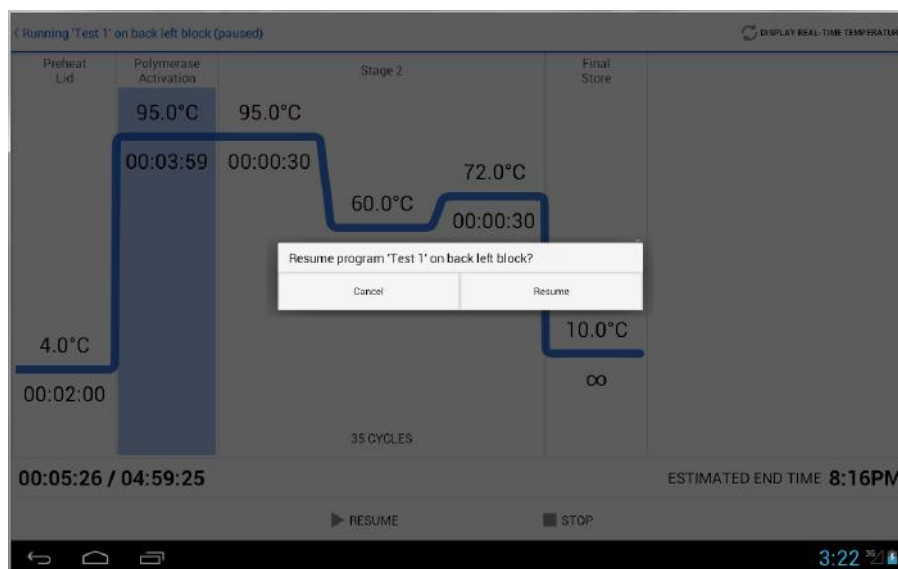 Running 'Test 1' on back left block (paused)
DISPLAY REAL-TIME TEMPERATUR
Preheat
Lid
Polymerase
Activation
Stage 2
Final
Store
95.0°C
95.0°C
00:03:59
00:00:30
72.0°C
60.0°C
00:00:30
Resume program 'Test 1' on back left block?
Cancel
Resume
10.0°C
4.0°C
∞
00:02:00
35 CYCLES
00:05:26 / 04:59:25
ESTIMATED END TIME 8:16PM
RESUME
STOP
3:22
3G